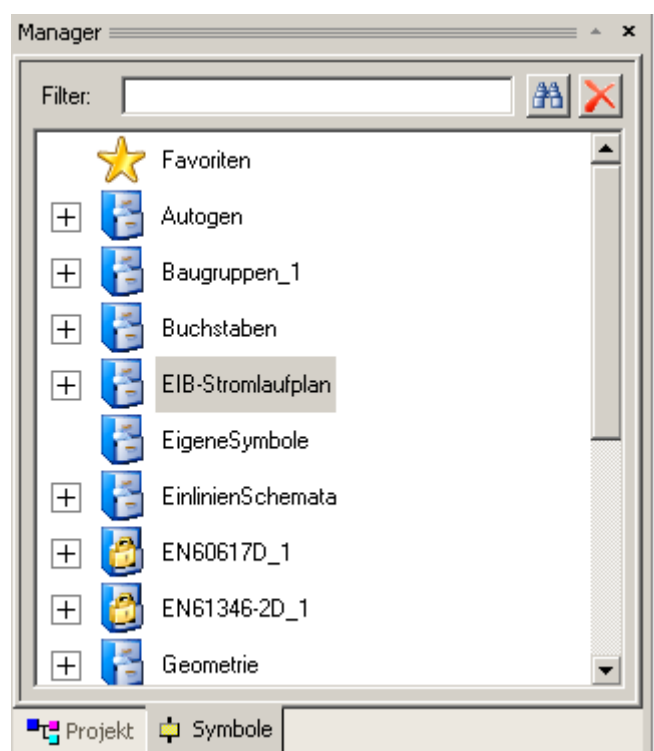 Manager
Filter:
Favoriten
Autogen
Baugruppen_1
Buchstaben
EIB-Stromlaufplan
EigeneSymbole
EinlinienSchemata
EN60617D_1
EN61346-2D_1
Geometrie
Projekt Symbole